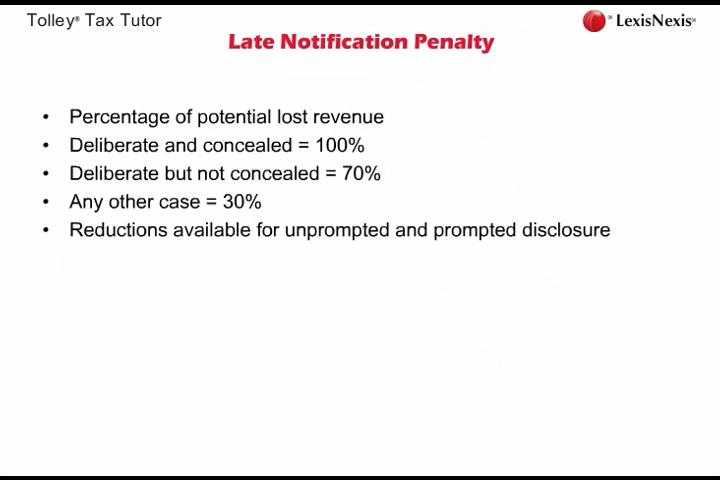 Tolley® Tax Tutor
LexisNexis®
Late Notification Penalty
• Percentage of potential lost revenue
• Deliberate and concealed = 100%
• Deliberate but not concealed = 70%
• Any other case = 30%
• Reductions available for unprompted and prompted disclosure